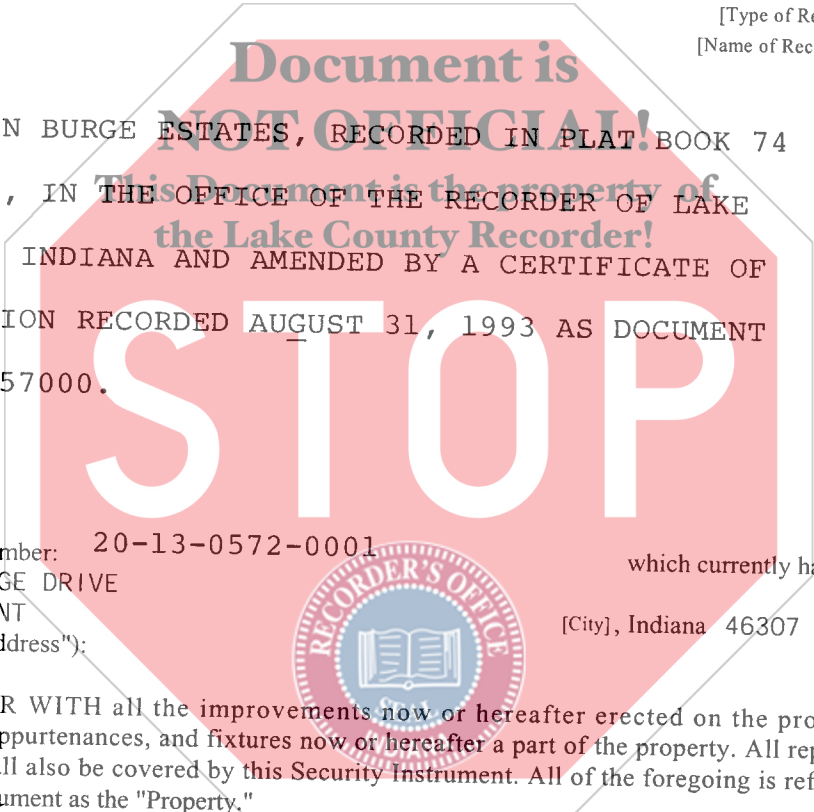 [Type of Re
[Name of Rec
Document is
NOT OFFICIAL!
This Document is the property of
the Lake County Recorder!
N BURGE ESTATES, RECORDED IN PLAT BOOK 74
, IN THE OFFICE OF THE RECORDER OF LAKE
INDIANA AND AMENDED BY A CERTIFICATE OF
ION RECORDED AUGUST 31, 1993 AS DOCUMENT
57000.
STOP
mber: 20-13-0572-0001
which currently ha
GE DRIVE
NT
[City], Indiana 46307
ddress"):
RECORDER'S OFFICE
SEAL
R WITH all the improvements now or hereafter erected on the pro
ppurtenances, and fixtures now or hereafter a part of the property. All rep
all also be covered by this Security Instrument. All of the foregoing is ref
ument as the "Property."